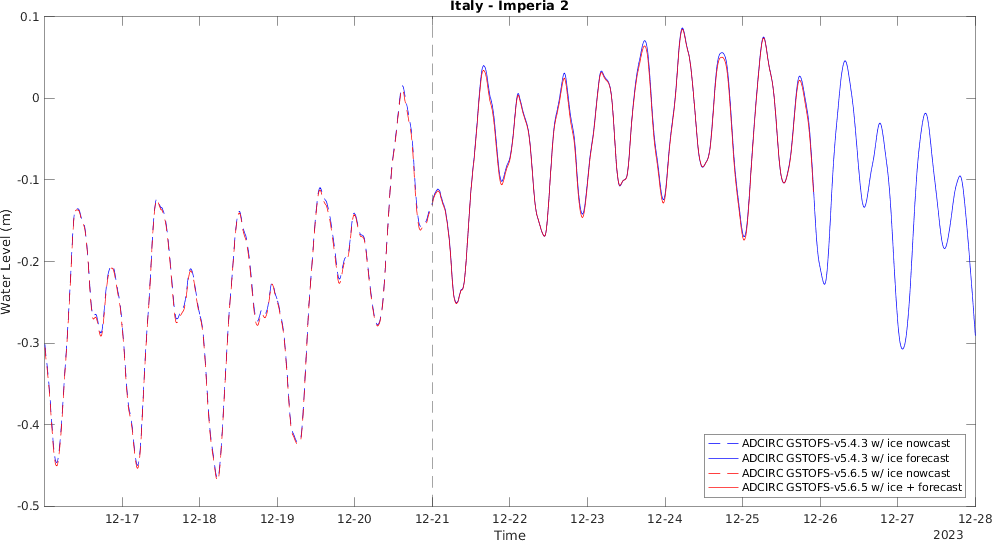 Italy - Imperia 2
0.1
0
-0.1
-0.2
-0.3
-0.4
-0.5
Water Level (m)
12-17 12-18 12-19 12-20 12-21 12-22 12-23 12-24 12-25 12-26 12-27 12-28
Time
2023
ADCIRC GSTOFS-v5.4.3 w/ ice nowcast
ADCIRC GSTOFS-v5.4.3 w/ ice forecast
ADCIRC GSTOFS-v5.6.5 w/ ice nowcast
ADCIRC GSTOFS-v5.6.5 w/ ice + forecast